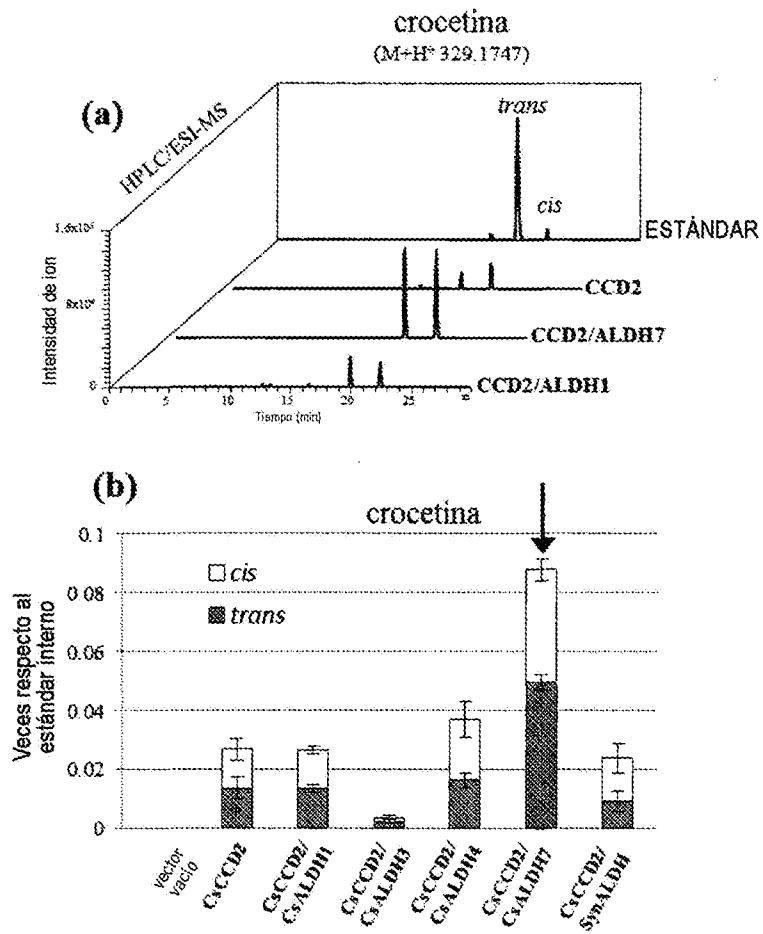 crocetina
(M+H⁺ 329.1747)
(a)
HPLC/ESI-MS
trans
cis
ESTÁNDAR
CCD2
CCD2/ALDH7
CCD2/ALDH1
Intensidad de ion
0
0
5
10
15
20
25
Tiempo (min)
(b)
crocetina
cis
trans
Veces respecto al
estándar interno
0.1
0.08
0.06
0.04
0.02
0
vector
vacío
CsCCD2
CsCCD2/
CsALDH1
CsCCD2/
CsALDH3
CsCCD2/
CsALDH4
CsCCD2/
CsALDH7
CsCCD2/
SynALDH